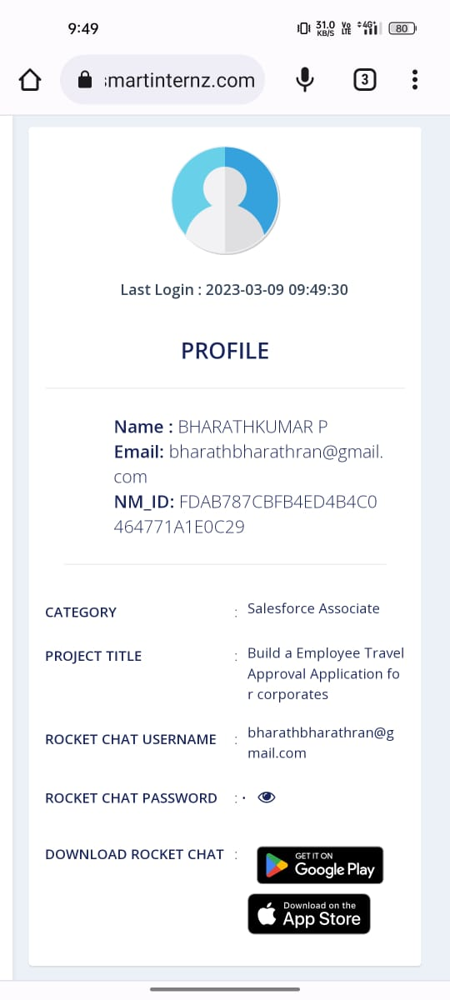 9:49 31.0 KB/S Vo LTE 4G+ 80
smartinternz.com 3
Last Login : 2023-03-09 09:49:30
PROFILE
Name : BHARATHKUMAR P
Email: bharathbharathran@gmail.
com
NM_ID: FDAB787CBFB4ED4B4C0
464771A1E0C29
CATEGORY : Salesforce Associate
PROJECT TITLE : Build a Employee Travel
Approval Application fo
r corporates
ROCKET CHAT USERNAME : bharathbharathran@g
mail.com
ROCKET CHAT PASSWORD : ·
DOWNLOAD ROCKET CHAT :
GET IT ON
Google Play
Download on the
App Store